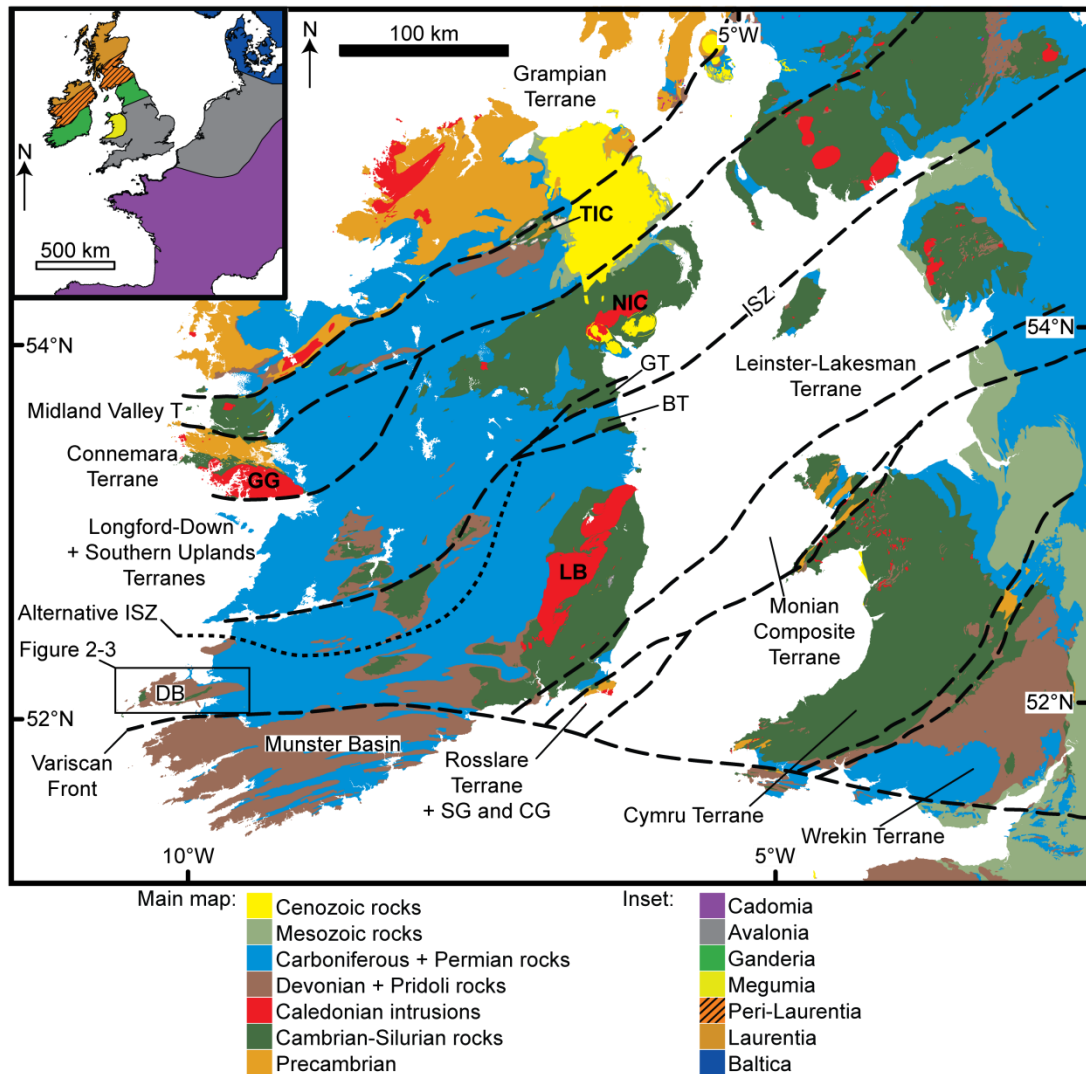 N
500 km
N
100 km
5°W
Grampian
Terrane
TIC
NIC
ISZ
54°N
54°N
GT
Leinster-Lakesman
Terrane
BT
Midland Valley T
Connemara
Terrane
GG
Longford-Down
+ Southern Uplands
Terranes
LB
Alternative ISZ
Monian
Composite
Terrane
Figure 2-3
DB
52°N
52°N
Variscan
Front
Munster Basin
Rosslare
Terrane
+ SG and CG
Cymru Terrane
Wrekin Terrane
10°W
5°W
Main map:
Cenozoic rocks
Mesozoic rocks
Carboniferous + Permian rocks
Devonian + Pridoli rocks
Caledonian intrusions
Cambrian-Silurian rocks
Precambrian
Inset:
Cadomia
Avalonia
Ganderia
Megumia
Peri-Laurentia
Laurentia
Baltica